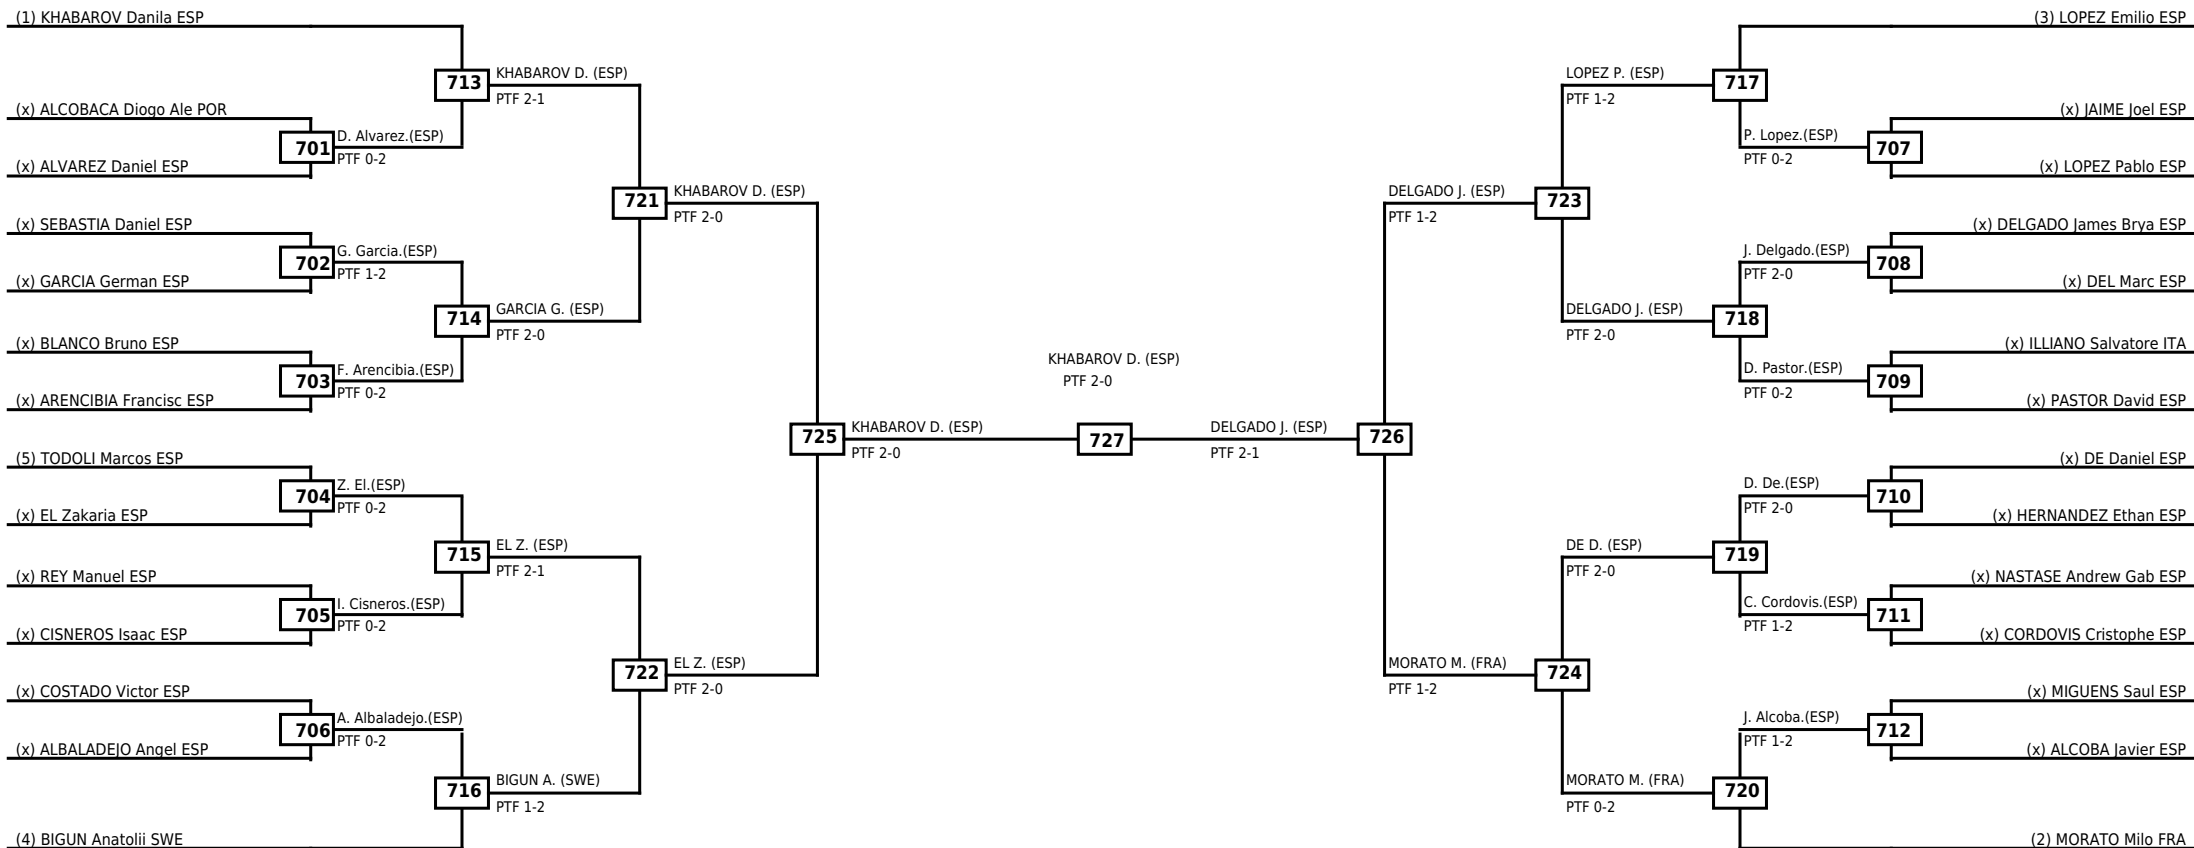 (1) KHABAROV Danila ESP
(3) LOPEZ Emilio ESP
713
KHABAROV D. (ESP)
PTF 2-1
LOPEZ P. (ESP)
PTF 1-2
717
(x) ALCOBACA Diogo Ale POR
701
D. Alvarez.(ESP)
PTF 0-2
(x) ALVAREZ Daniel ESP
P. Lopez.(ESP)
PTF 0-2
707
(x) JAIME Joel ESP
(x) LOPEZ Pablo ESP
721
KHABAROV D. (ESP)
PTF 2-0
DELGADO J. (ESP)
PTF 1-2
723
(x) SEBASTIA Daniel ESP
702
G. Garcia.(ESP)
PTF 1-2
(x) GARCIA German ESP
J. Delgado.(ESP)
PTF 2-0
708
(x) DELGADO James Brya ESP
(x) DEL Marc ESP
714
GARCIA G. (ESP)
PTF 2-0
DELGADO J. (ESP)
PTF 2-0
718
(x) BLANCO Bruno ESP
703
F. Arencibia.(ESP)
PTF 0-2
(x) ARENCIBIA Francisc ESP
KHABAROV D. (ESP)
PTF 2-0
D. Pastor.(ESP)
PTF 0-2
709
(x) ILLIANO Salvatore ITA
(x) PASTOR David ESP
725
KHABAROV D. (ESP)
PTF 2-0
727
DELGADO J. (ESP)
PTF 2-1
726
(5) TODOLI Marcos ESP
704
Z. El.(ESP)
PTF 0-2
(x) EL Zakaria ESP
D. De.(ESP)
PTF 2-0
710
(x) DE Daniel ESP
(x) HERNANDEZ Ethan ESP
715
EL Z. (ESP)
PTF 2-1
DE D. (ESP)
PTF 2-0
719
(x) REY Manuel ESP
705
I. Cisneros.(ESP)
PTF 0-2
(x) CISNEROS Isaac ESP
C. Cordovis.(ESP)
PTF 1-2
711
(x) NASTASE Andrew Gab ESP
(x) CORDOVIS Cristophe ESP
722
EL Z. (ESP)
PTF 2-0
MORATO M. (FRA)
PTF 1-2
724
(x) COSTADO Victor ESP
706
A. Albaladejo.(ESP)
PTF 0-2
(x) ALBALADEJO Angel ESP
J. Alcoba.(ESP)
PTF 1-2
712
(x) MIGUENS Saul ESP
(x) ALCOBA Javier ESP
716
BIGUN A. (SWE)
PTF 1-2
MORATO M. (FRA)
PTF 0-2
720
(4) BIGUN Anatolii SWE
(2) MORATO Milo FRA